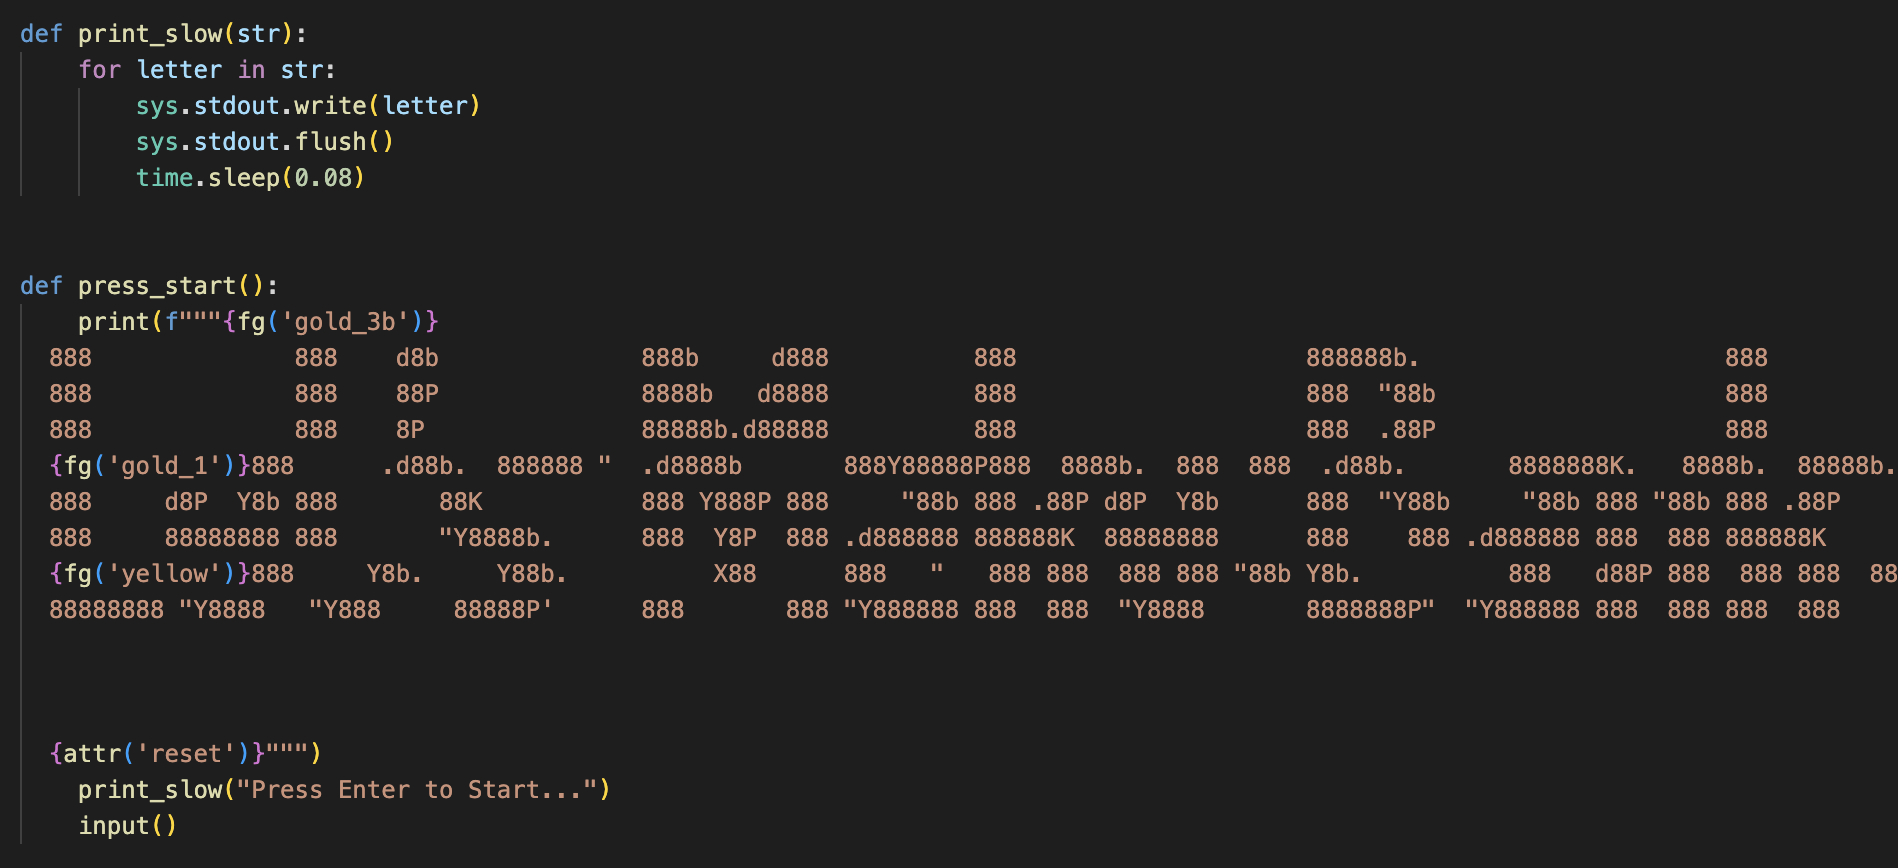 def print_slow(str):
    for letter in str:
        sys.stdout.write(letter)
        sys.stdout.flush()
        time.sleep(0.08)
def press_start():
    print(f"""{fg('gold_3b')}
  888              888    d8b              888b     d888          888                    888888b.                     888
  888              888    88P              8888b   d8888          888                    888  "88b                    888
  888              888    8P               88888b.d88888          888                    888  .88P                    888
  {fg('gold_1')}888      .d88b.  888888 "  .d8888b       888Y88888P888  8888b.  888  888  .d88b.       8888888K.   8888b.  88888b.
  888     d8P  Y8b 888       88K           888 Y888P 888     "88b 888 .88P d8P  Y8b      888  "Y88b     "88b 888 "88b 888 .88P
  888     88888888 888       "Y8888b.      888  Y8P  888 .d888888 888888K  88888888      888    888 .d888888 888  888 888888K
  {fg('yellow')}888     Y8b.     Y88b.          X88      888   "   888 888  888 888 "88b Y8b.          888   d88P 888  888 888  88
  88888888 "Y8888   "Y888     88888P'      888       888 "Y888888 888  888  "Y8888       8888888P"  "Y888888 888  888 888  888
  {attr('reset')}""")
    print_slow("Press Enter to Start...")
    input()